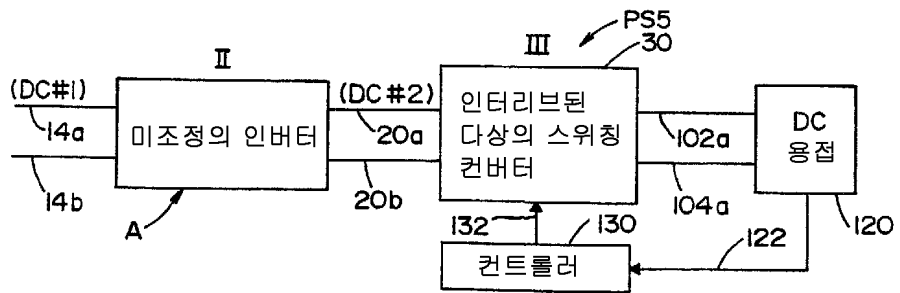 PS5
II
III
30
(DC#1)
(DC #2)
14a
미조정의 인버터
20a
인터리브된
다상의 스위칭
컨버터
102a
DC
용접
14b
A
20b
104a
120
132
130
122
컨트롤러